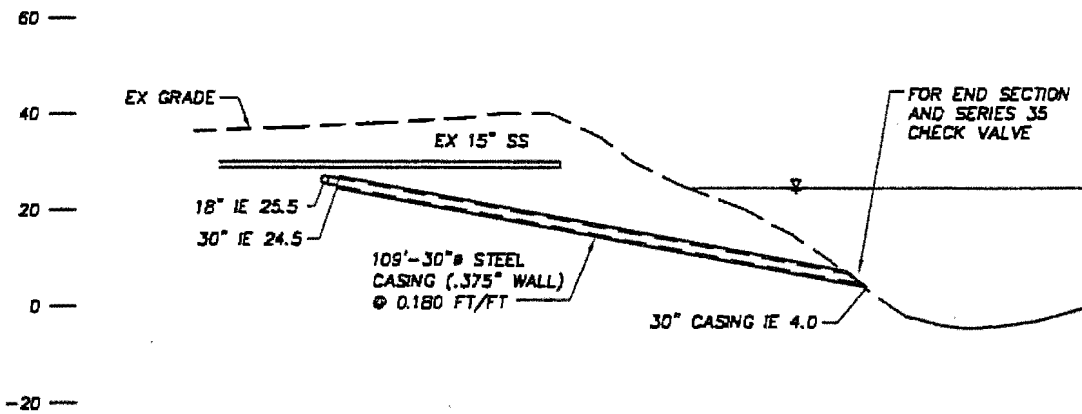 60
40
20
0
-20
EX GRADE
EX 15" SS
FOR END SECTION
AND SERIES 35
CHECK VALVE
18" IE 25.5
30" IE 24.5
109'-30"ø STEEL
CASING (.375" WALL)
@ 0.180 FT/FT
30" CASING IE 4.0